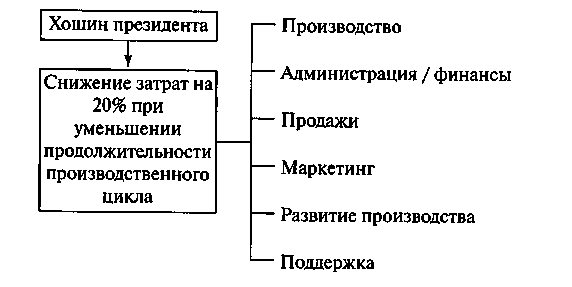 Хошин президента
Снижение затрат на
20% при
уменьшении
продолжительности
производственного
цикла
Производство
Администрация / финансы
Продажи
Маркетинг
Развитие производства
Поддержка